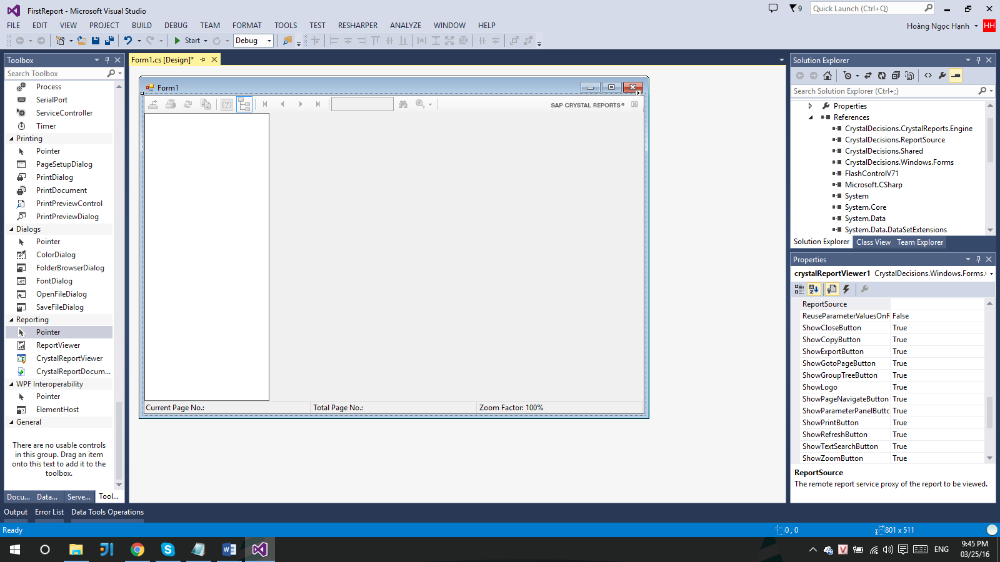 FirstReport - Microsoft Visual Studio
9
Quick Launch (Ctrl+Q)
FILE EDIT VIEW PROJECT BUILD DEBUG TEAM FORMAT TOOLS TEST RESHARPER ANALYZE WINDOW HELP
Hoàng Ngọc Hạnh HH
Start Debug
Toolbox
Search Toolbox
Process
SerialPort
ServiceController
Timer
Printing
Pointer
PageSetupDialog
PrintDialog
PrintDocument
PrintPreviewControl
PrintPreviewDialog
Dialogs
Pointer
ColorDialog
FolderBrowserDialog
FontDialog
OpenFileDialog
SaveFileDialog
Reporting
Pointer
ReportViewer
CrystalReportViewer
CrystalReportDocum...
WPF Interoperability
Pointer
ElementHost
General
There are no usable controls
in this group. Drag an item
onto this text to add it to the
toolbox.
Docu... Data... Serve... Tool...
Form1.cs [Design]*
Form1
SAP CRYSTAL REPORTS®
Current Page No.: Total Page No.: Zoom Factor: 100%
Solution Explorer
Search Solution Explorer (Ctrl+;)
Properties
References
CrystalDecisions.CrystalReports.Engine
CrystalDecisions.ReportSource
CrystalDecisions.Shared
CrystalDecisions.Windows.Forms
FlashControlV71
Microsoft.CSharp
System
System.Core
System.Data
System.Data.DataSetExtensions
Solution Explorer Class View Team Explorer
Properties
crystalReportViewer1 CrystalDecisions.Windows.Forms.
ReportSource
ReuseParameterValuesOnR False
ShowCloseButton True
ShowCopyButton True
ShowExportButton True
ShowGotoPageButton True
ShowGroupTreeButton True
ShowLogo True
ShowPageNavigateButton True
ShowParameterPanelButto True
ShowPrintButton True
ShowRefreshButton True
ShowTextSearchButton True
ShowZoomButton True
ReportSource
The remote report service proxy of the report to be viewed.
Output Error List Data Tools Operations
Ready
0 , 0
801 x 511
ENG
9:45 PM
03/25/16